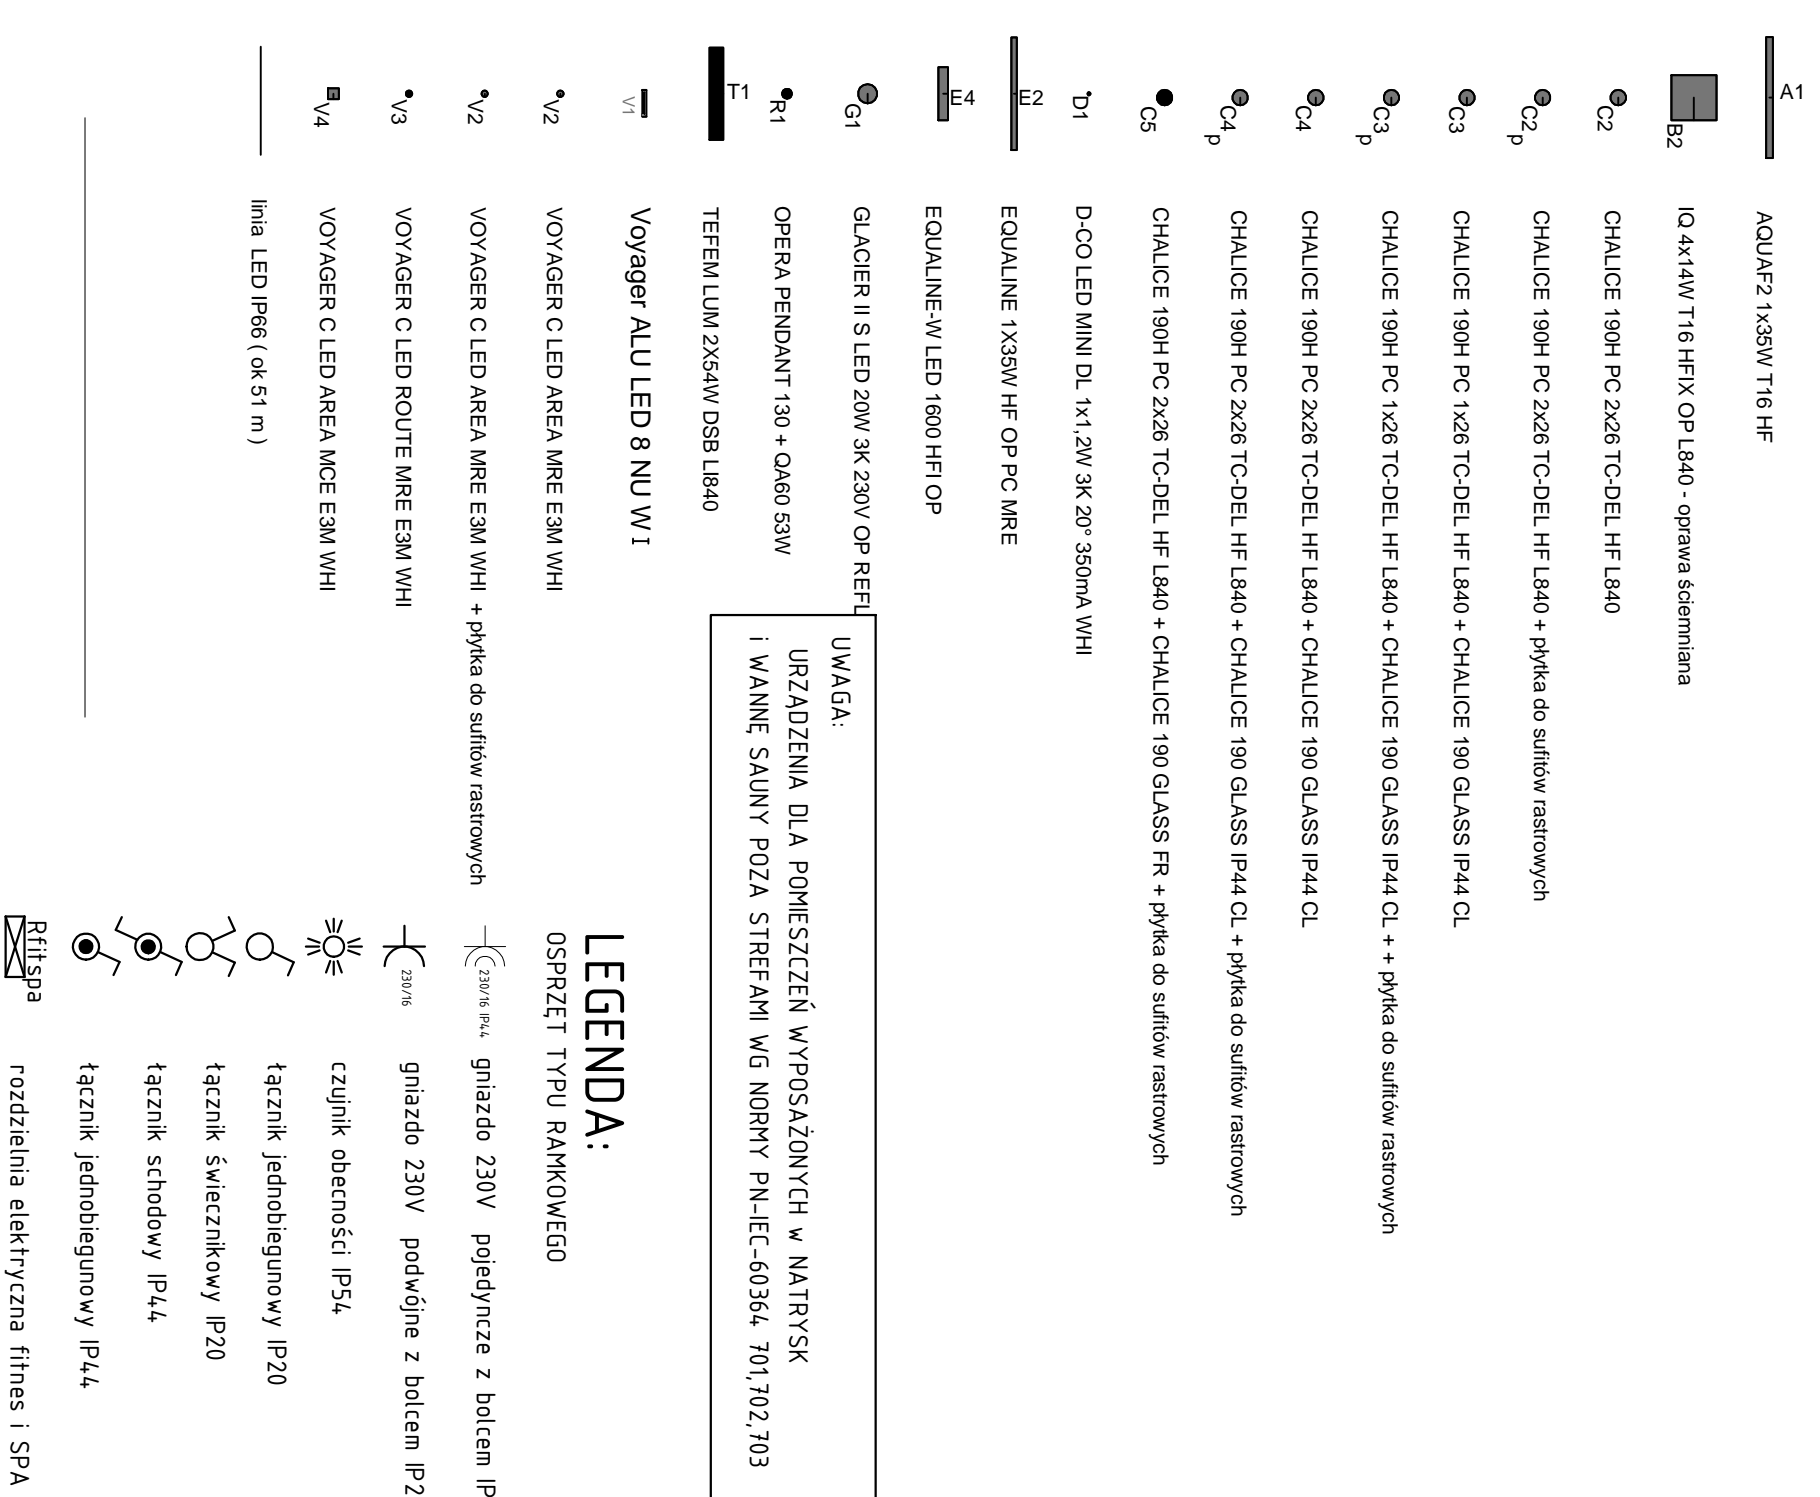 A1 AQUAF2 1x35W T16 HF
B2 IQ 4x14W T16 HFIX OP L840 - oprawa ściemniana
C2 CHALICE 190H PC 2x26 TC-DEL HF L840
C2p CHALICE 190H PC 2x26 TC-DEL HF L840 + płytka do sufitów rastrowych
C3 CHALICE 190H PC 1x26 TC-DEL HF L840 + CHALICE 190 GLASS IP44 CL
C3p CHALICE 190H PC 1x26 TC-DEL HF L840 + CHALICE 190 GLASS IP44 CL + + płytka do sufitów rastrowych
C4 CHALICE 190H PC 2x26 TC-DEL HF L840 + CHALICE 190 GLASS IP44 CL
C4p CHALICE 190H PC 2x26 TC-DEL HF L840 + CHALICE 190 GLASS IP44 CL + płytka do sufitów rastrowych
C5 CHALICE 190H PC 2x26 TC-DEL HF L840 + CHALICE 190 GLASS FR + płytka do sufitów rastrowych
D1 D-CO LED MINI DL 1x1,2W 3K 20° 350mA WHI
E2 EQUALINE 1X35W HF OP PC MRE
E4 EQUALINE-W LED 1600 HFI OP
G1 GLACIER II S LED 20W 3K 230V OP REFL
R1 OPERA PENDANT 130 + QA60 53W
T1 TEFEM LUM 2X54W DSB LI840
V1 Voyager ALU LED 8 NU W I
V2 VOYAGER C LED AREA MRE E3M WHI
V2 VOYAGER C LED AREA MRE E3M WHI + płytka do sufitów rastrowych
V3 VOYAGER C LED ROUTE MRE E3M WHI
V4 VOYAGER C LED AREA MCE E3M WHI
linia LED IP66 ( ok 51 m )
UWAGA:
URZĄDZENIA DLA POMIESZCZEŃ WYPOSAŻONYCH w NATRYSK
i WANNĘ SAUNY POZA STREFAMI WG NORMY PN-IEC-60364 701,702,703
LEGENDA:
OSPRZĘT TYPU RAMKOWEGO
230/16 IP44 gniazdo 230V pojedyncze z bolcem IP
230/16 gniazdo 230V podwójne z bolcem IP2
czujnik obecności IP54
łącznik jednobiegunowy IP20
łącznik świecznikowy IP20
łącznik schodowy IP44
łącznik jednobiegunowy IP44
Rfitspa rozdzielnia elektryczna fitnes i SPA